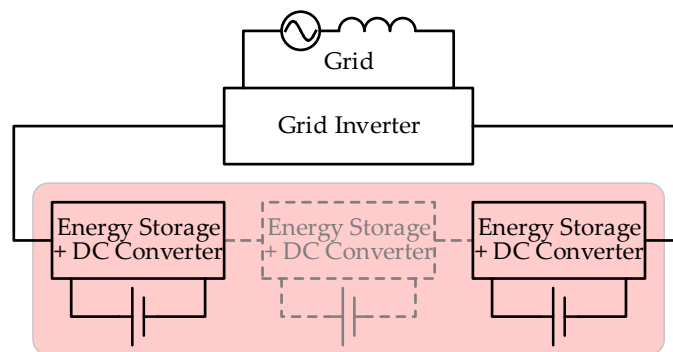 Grid
Grid Inverter
Energy Storage
+ DC Converter
Energy Storage
+ DC Converter
Energy Storage
+ DC Converter